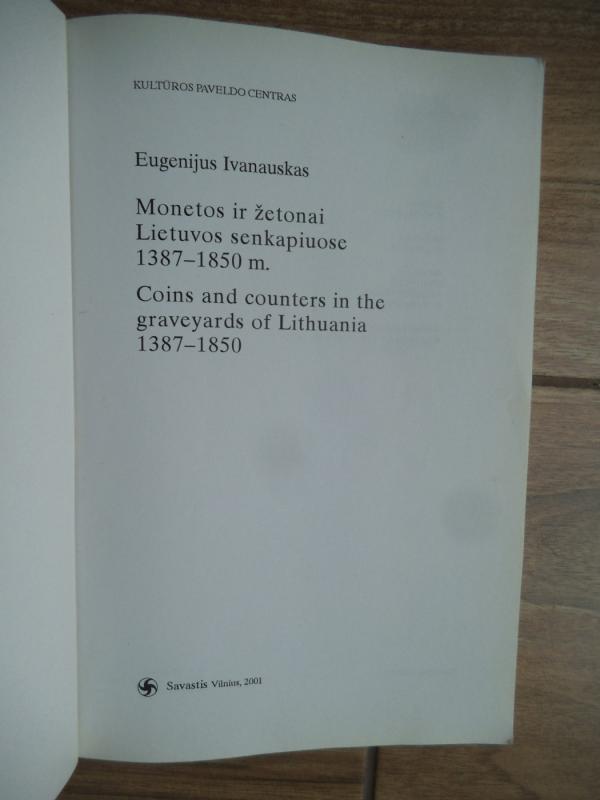 KULTŪROS PAVELDO CENTRAS
Eugenijus Ivanauskas
Monetos ir žetonai
Lietuvos senkapiuose
1387–1850 m.
Coins and counters in the
graveyards of Lithuania
1387–1850
Savastis Vilnius, 2001